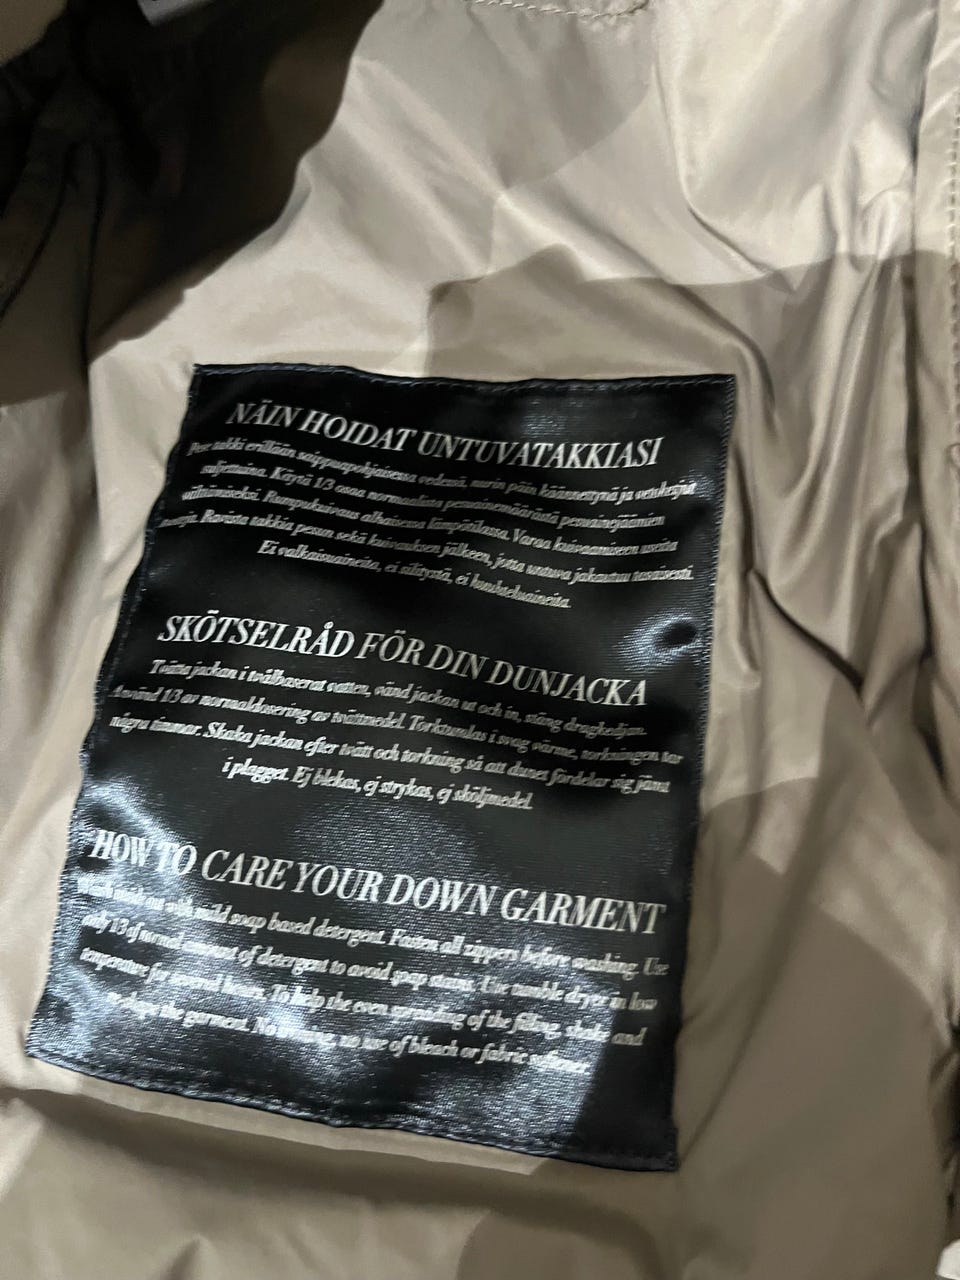 NÄIN HOIDAT UNTUVATAKKIASI
Pese takki erillään saippuapohjaisessa vedessä, nurin päin käännettynä ja vetoketjut
suljettuina. Käytä 1/3 osaa normaalista pesuainemäärästä pesuainejäämien
välttämiseksi. Rumpukuivaus alhaisessa lämpötilassa. Varaa kuivaamiseen useita
tunteja. Ravista takkia pesun sekä kuivauksen jälkeen, jotta untuva jakautuu tasaisesti.
Ei valkaisuaineita, ei silitystä, ei huuhteluaineita.
SKÖTSELRÅD FÖR DIN DUNJACKA
Tvätta jackan i tvålbaserat vatten, vänd jackan ut och in, stäng dragkedjan.
Använd 1/3 av normaldosering av tvättmedel. Torktumlas i svag värme, torkningen tar
några timmar. Skaka jackan efter tvätt och torkning så att dunet fördelar sig jämt
i plagget. Ej blekas, ej strykas, ej sköljmedel.
HOW TO CARE YOUR DOWN GARMENT
Wash inside out with mild soap based detergent. Fasten all zippers before washing. Use
only 1/3 of normal amount of detergent to avoid soap stains. Use tumble dryer in low
temperature for several hours. To help the even spreading of the filling, shake and
re-shape the garment. No ironing, no use of bleach or fabric softener.